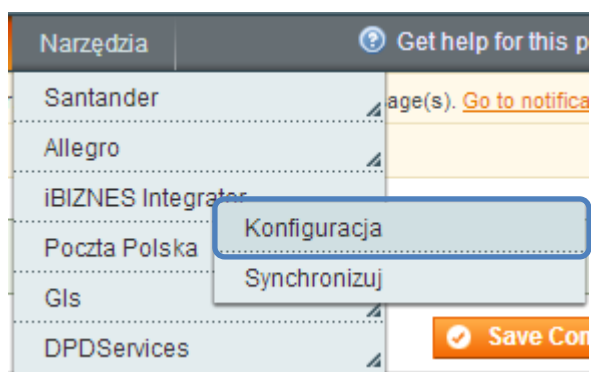 Narzędzia Get help for this p
Santander age(s). Go to notifica
Allegro
iBIZNES Integrator
Konfiguracja
Poczta Polska
Synchronizuj
Gls
DPDServices Save Con